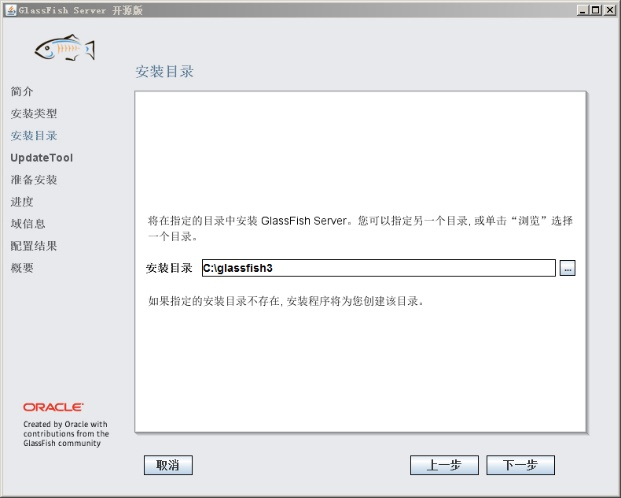 GlassFish Server 开源版
安装目录
简介
安装类型
安装目录
UpdateTool
准备安装
进度
域信息
配置结果
概要
将在指定的目录中安装 GlassFish Server。您可以指定另一个目录, 或单击“浏览”选择
一个目录。
安装目录 C:\glassfish3 ...
如果指定的安装目录不存在, 安装程序将为您创建该目录。
ORACLE
Created by Oracle with
contributions from the
GlassFish community
取消 上一步 下一步